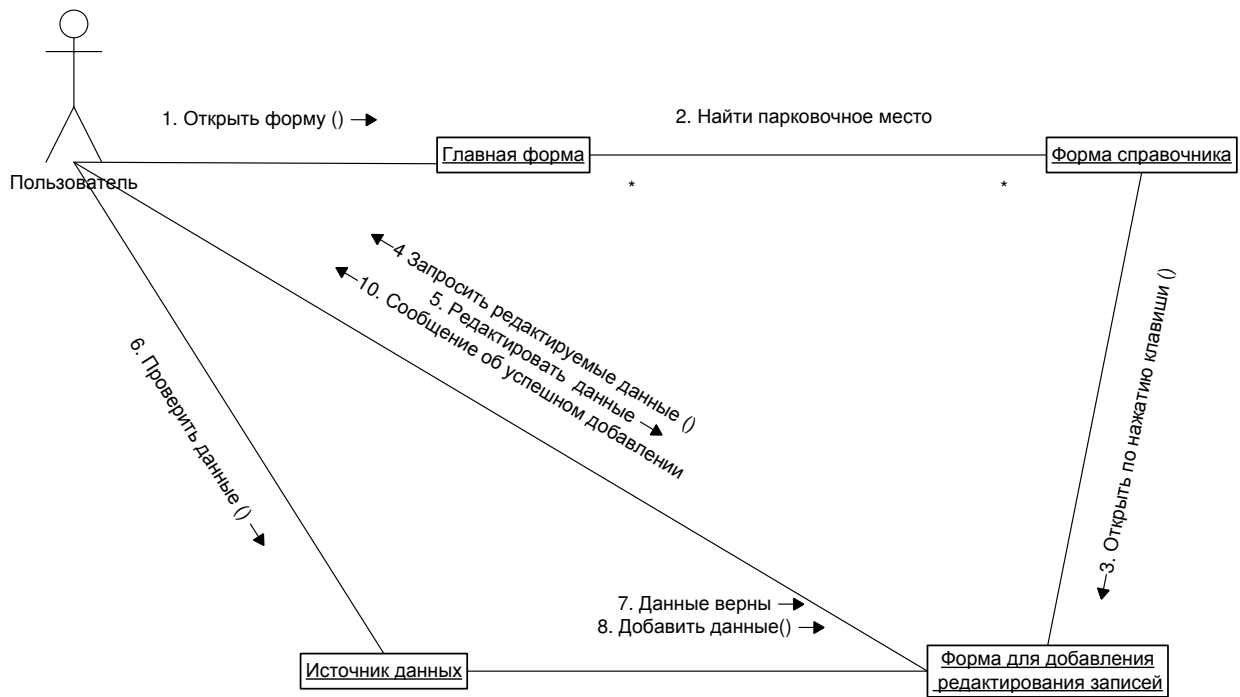 1. Открыть форму ()
2. Найти парковочное место
Главная форма
Форма справочника
Пользователь
*
*
4 Запросить редактируемые данные ()
5. Редактировать данные
10. Сообщение об успешном добавлении
3. Открыть по нажатию клавиши ()
6. Проверить данные ()
7. Данные верны
8. Добавить данные()
Источник данных
Форма для добавления
редактирования записей